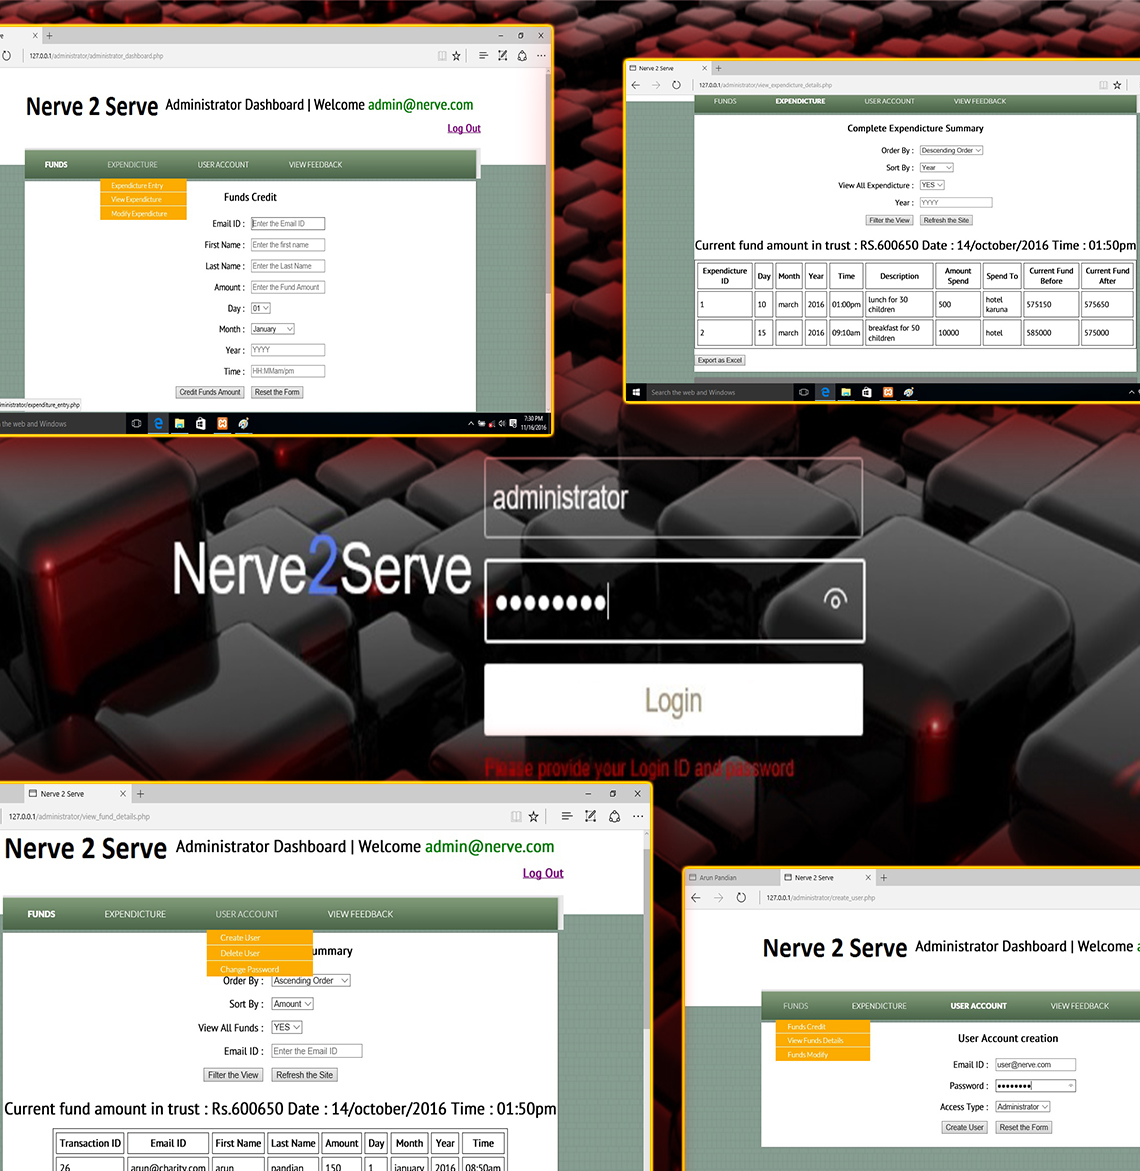 127.0.0.1/administrator/administrator_dashboard.php
Nerve 2 Serve Administrator Dashboard | Welcome admin@nerve.com
Log Out
FUNDS EXPENDICTURE USER ACCOUNT VIEW FEEDBACK
Expendicture Entry
View Expendicture
Modify Expendicture
Funds Credit
Email ID : Enter the Email ID
First Name : Enter the first name
Last Name : Enter the Last Name
Amount : Enter the Fund Amount
Day : 01
Month : January
Year : YYYY
Time : HH:MMam/pm
Credit Funds Amount Reset the Form
ministrator/expenditure_entry.php
the web and Windows
7:30 PM
11/16/2016
Nerve 2 Serve
127.0.0.1/administrator/view_expenditure_details.php
FUNDS EXPENDICTURE USER ACCOUNT VIEW FEEDBACK
Complete Expendicture Summary
Order By : Descending Order
Sort By : Year
View All Expenditure : YES
Year : YYYY
Filter the View Refresh the Site
Current fund amount in trust : RS.600650 Date : 14/october/2016 Time : 01:50pm
Expendicture ID Day Month Year Time Description Amount Spend Spend To Current Fund Before Current Fund After
1 10 march 2016 01:00pm lunch for 30 children 500 hotel karuna 575150 575650
2 15 march 2016 09:10am breakfast for 50 children 10000 hotel 585000 575000
Export as Excel
Search the web and Windows
administrator
Nerve2Serve
••••••••
Login
Please provide your Login ID and password
Nerve 2 Serve
127.0.0.1/administrator/view_fund_details.php
Nerve 2 Serve Administrator Dashboard | Welcome admin@nerve.com
Log Out
FUNDS EXPENDICTURE USER ACCOUNT VIEW FEEDBACK
Create User
Delete User
Change Password
ummary
Order By : Ascending Order
Sort By : Amount
View All Funds : YES
Email ID : Enter the Email ID
Filter the View Refresh the Site
Current fund amount in trust : Rs.600650 Date : 14/october/2016 Time : 01:50pm
Transaction ID Email ID First Name Last Name Amount Day Month Year Time
26 arun@charity.com arun pandian 150 1 january 2016 08:50am
Arun Pandian Nerve 2 Serve
127.0.0.1/administrator/create_user.php
Nerve 2 Serve Administrator Dashboard | Welcome
FUNDS EXPENDICTURE USER ACCOUNT VIEW FEEDBACK
Funds Credit
View Funds Details
Funds Modify
User Account creation
Email ID : user@nerve.com
Password : ••••••••
Access Type : Administrator
Create User Reset the Form